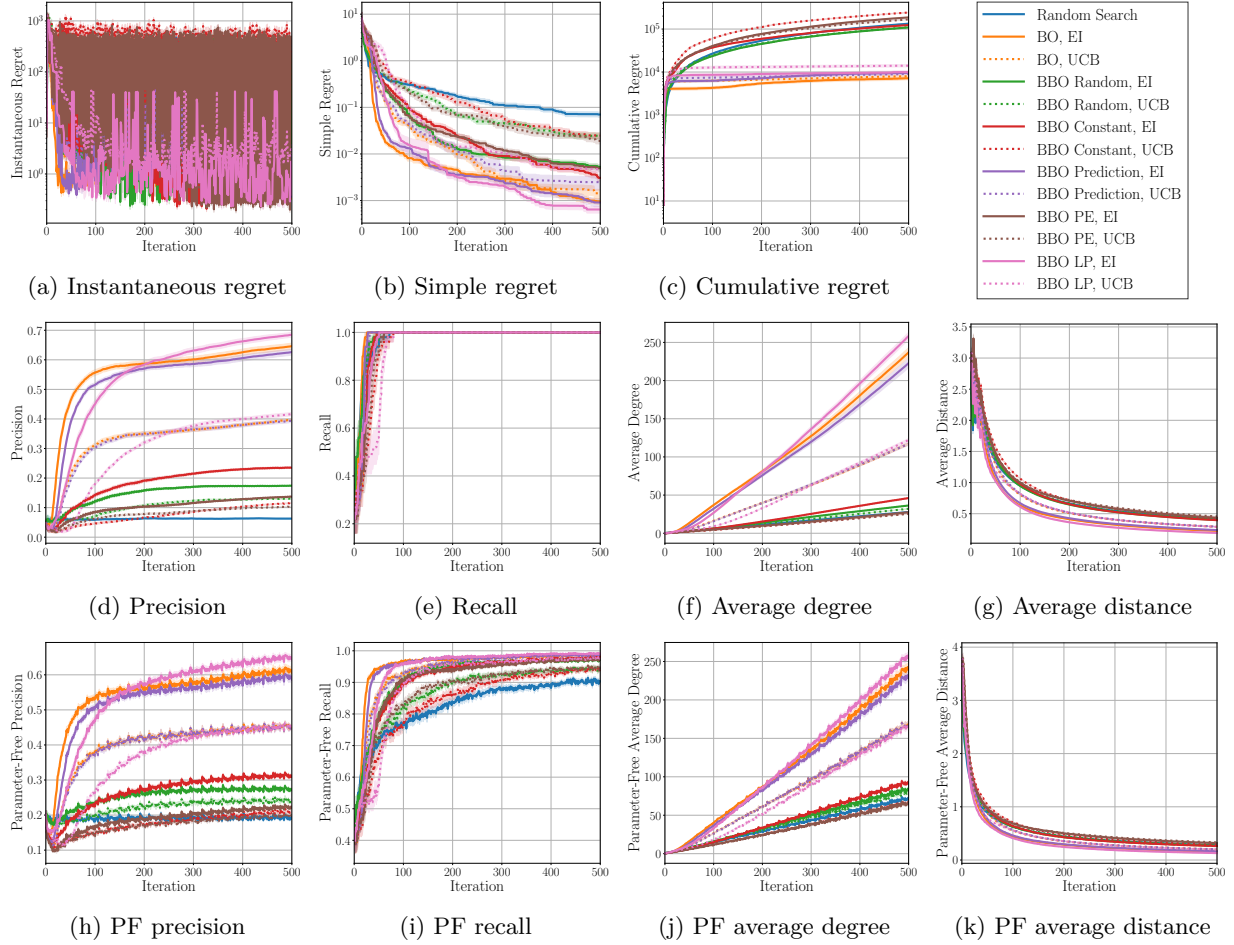 10³
10²
10¹
10⁰
0
100
200
300
400
500
Instantaneous Regret
Iteration
(a) Instantaneous regret
10¹
10⁰
10⁻¹
10⁻²
10⁻³
0
100
200
300
400
500
Simple Regret
Iteration
(b) Simple regret
10⁵
10⁴
10³
10²
10¹
0
100
200
300
400
500
Cumulative Regret
Iteration
(c) Cumulative regret
Random Search
BO, EI
BO, UCB
BBO Random, EI
BBO Random, UCB
BBO Constant, EI
BBO Constant, UCB
BBO Prediction, EI
BBO Prediction, UCB
BBO PE, EI
BBO PE, UCB
BBO LP, EI
BBO LP, UCB
0.7
0.6
0.5
0.4
0.3
0.2
0.1
0.0
0
100
200
300
400
500
Precision
Iteration
(d) Precision
1.0
0.8
0.6
0.4
0.2
0
100
200
300
400
500
Recall
Iteration
(e) Recall
250
200
150
100
50
0
0
100
200
300
400
500
Average Degree
Iteration
(f) Average degree
3.5
3.0
2.5
2.0
1.5
1.0
0.5
0
100
200
300
400
500
Average Distance
Iteration
(g) Average distance
0.6
0.5
0.4
0.3
0.2
0.1
0
100
200
300
400
500
Parameter-Free Precision
Iteration
(h) PF precision
1.0
0.9
0.8
0.7
0.6
0.5
0.4
0
100
200
300
400
500
Parameter-Free Recall
Iteration
(i) PF recall
250
200
150
100
50
0
0
100
200
300
400
500
Parameter-Free Average Degree
Iteration
(j) PF average degree
4
3
2
1
0
0
100
200
300
400
500
Parameter-Free Average Distance
Iteration
(k) PF average distance